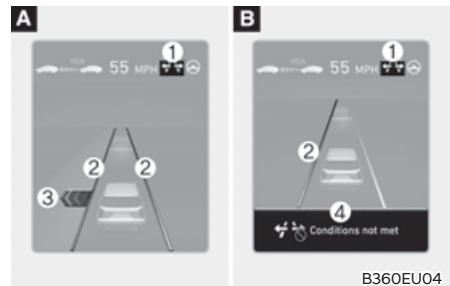 A
HDA
55 MPH
1
2 2
3
B
HDA
55 MPH
1
2
4
Conditions not met
B360EU04